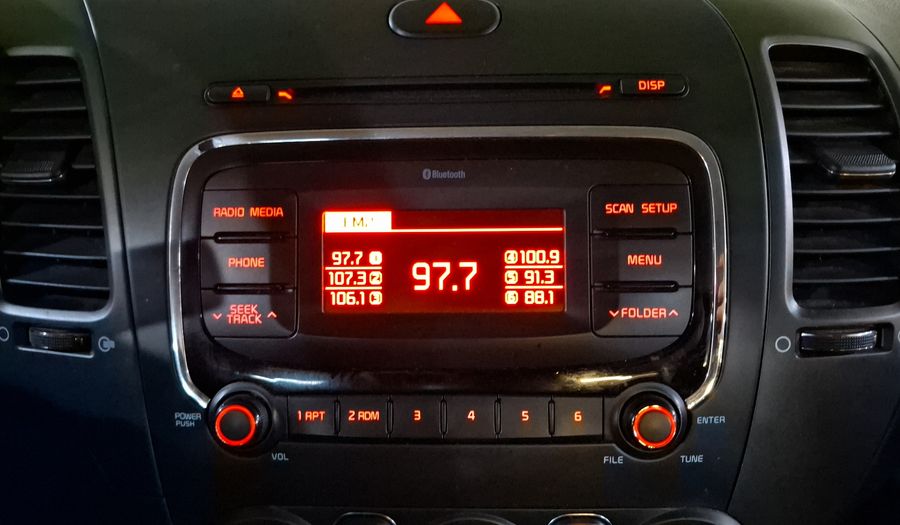 DISP
Bluetooth
RADIO MEDIA
SCAN SETUP
PHONE
MENU
SEEK
TRACK
FOLDER
97.7 1
107.3 2
106.1 3
97.7
4 100.9
5 91.3
6 88.1
POWER
PUSH
VOL
1 RPT
2 RDM
3
4
5
6
ENTER
FILE
TUNE